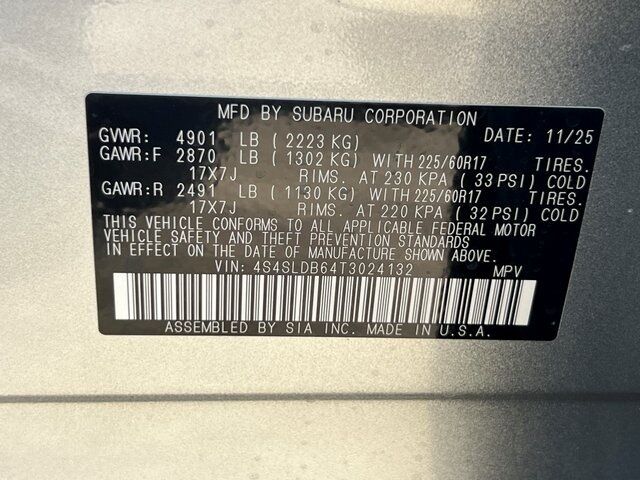 MFD BY SUBARU CORPORATION
GVWR: 4901 LB ( 2223 KG) DATE: 11/25
GAWR:F 2870 LB ( 1302 KG) WITH 225/60R17 TIRES.
17X7J RIMS. AT 230 KPA ( 33 PSI) COLD
GAWR:R 2491 LB ( 1130 KG) WITH 225/60R17 TIRES.
17X7J RIMS. AT 220 KPA ( 32 PSI) COLD
THIS VEHICLE CONFORMS TO ALL APPLICABLE FEDERAL MOTOR
VEHICLE SAFETY AND THEFT PREVENTION STANDARDS
IN EFFECT ON THE DATE OF MANUFACTURE SHOWN ABOVE.
VIN: 4S4SLDB64T3024132 MPV
ASSEMBLED BY SIA INC. MADE IN U.S.A.